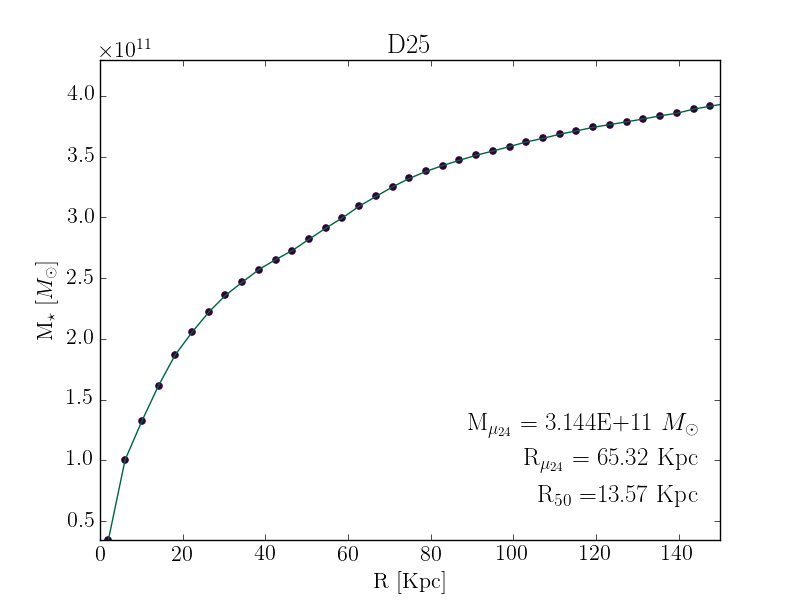 D25
×10¹¹
4.0
3.5
3.0
2.5
2.0
1.5
1.0
0.5
M⋆ [M⊙]
M_μ₂₄ = 3.144E+11 M⊙
R_μ₂₄ = 65.32 Kpc
R₅₀ =13.57 Kpc
0 20 40 60 80 100 120 140
R [Kpc]